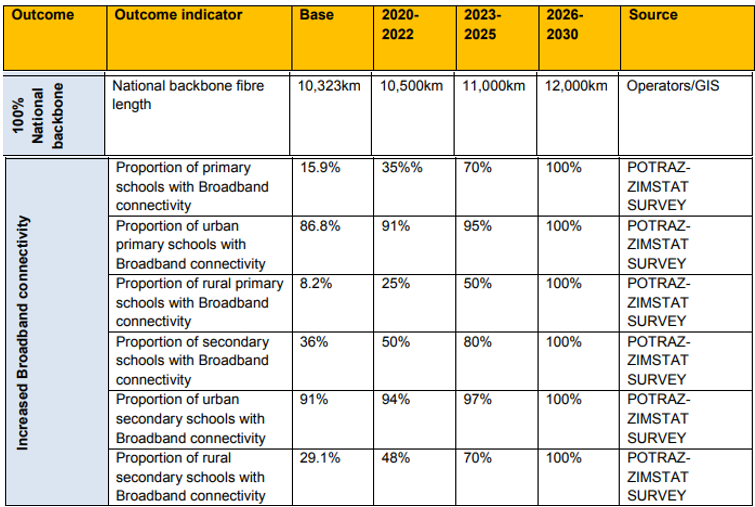 Outcome Outcome indicator Base 2020- 2023- 2026- Source
2022 2025 2030
100%
National
backbone
National backbone fibre 10,323km 10,500km 11,000km 12,000km Operators/GIS
length
Increased Broadband connectivity
Proportion of primary 15.9% 35%% 70% 100% POTRAZ-
schools with Broadband ZIMSTAT
connectivity SURVEY
Proportion of urban 86.8% 91% 95% 100% POTRAZ-
primary schools with ZIMSTAT
Broadband connectivity SURVEY
Proportion of rural primary 8.2% 25% 50% 100% POTRAZ-
schools with Broadband ZIMSTAT
connectivity SURVEY
Proportion of secondary 36% 50% 80% 100% POTRAZ-
schools with Broadband ZIMSTAT
connectivity SURVEY
Proportion of urban 91% 94% 97% 100% POTRAZ-
secondary schools with ZIMSTAT
Broadband connectivity SURVEY
Proportion of rural 29.1% 48% 70% 100% POTRAZ-
secondary schools with ZIMSTAT
Broadband connectivity SURVEY